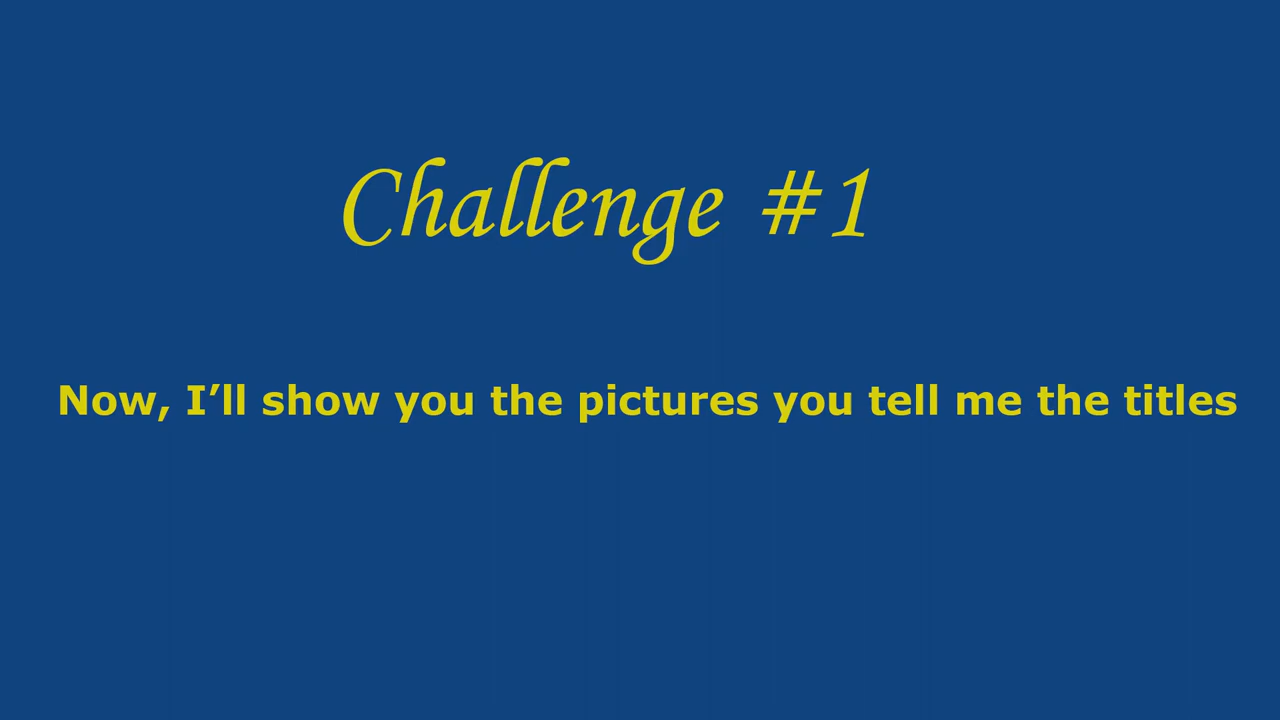 Challenge #1
Now, I’ll show you the pictures you tell me the titles